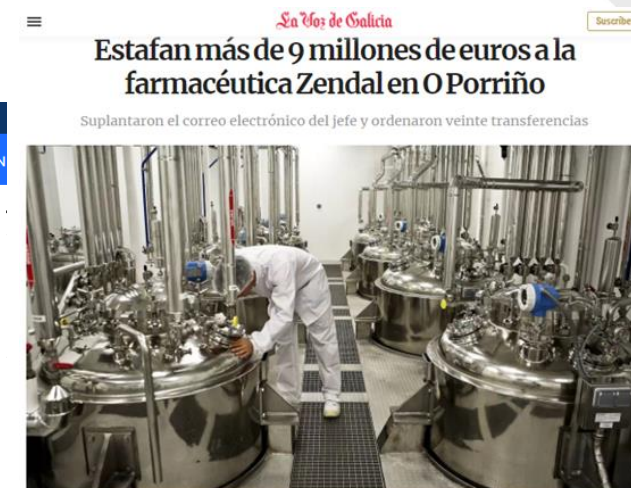 La Voz de Galicia
Suscríbe
Estafan más de 9 millones de euros a la
farmacéutica Zendal en O Porriño
Suplantaron el correo electrónico del jefe y ordenaron veinte transferencias
N